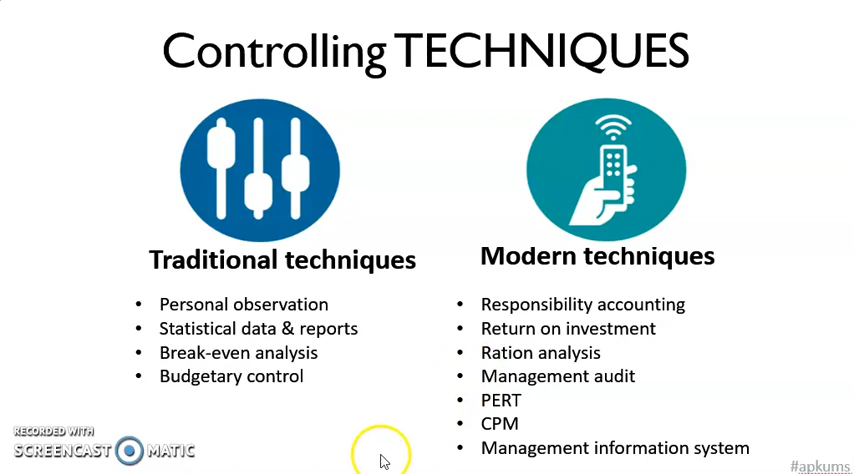 Controlling TECHNIQUES
Traditional techniques
• Personal observation
• Statistical data & reports
• Break-even analysis
• Budgetary control
Modern techniques
• Responsibility accounting
• Return on investment
• Ration analysis
• Management audit
• PERT
• CPM
• Management information system
RECORDED WITH
SCREENCAST MATIC
#apkums